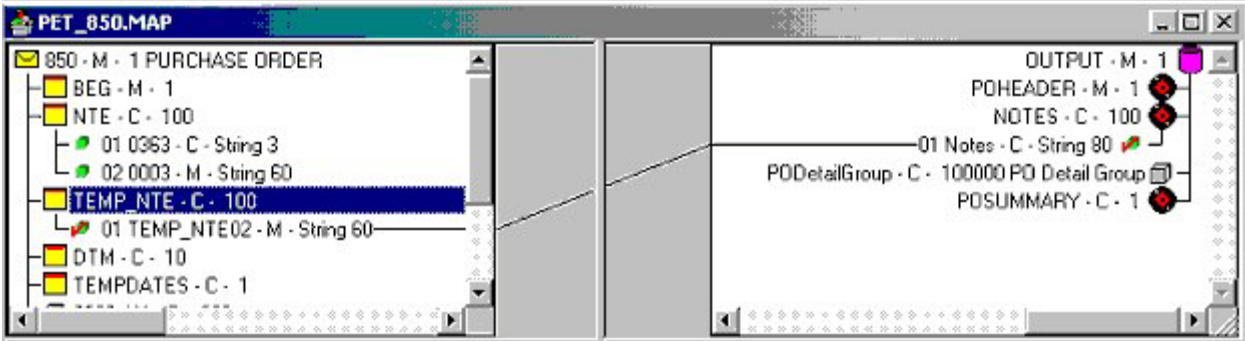 PET_850.MAP
850 - M - 1 PURCHASE ORDER
BEG - M - 1
NTE - C - 100
01 0363 - C - String 3
02 0003 - M - String 60
TEMP_NTE - C - 100
01 TEMP_NTE02 - M - String 60
DTM - C - 10
TEMPDATES - C - 1
OUTPUT - M - 1
POHEADER - M - 1
NOTES - C - 100
01 Notes - C - String 80
PODetailGroup - C - 100000 PO Detail Group
POSUMMARY - C - 1